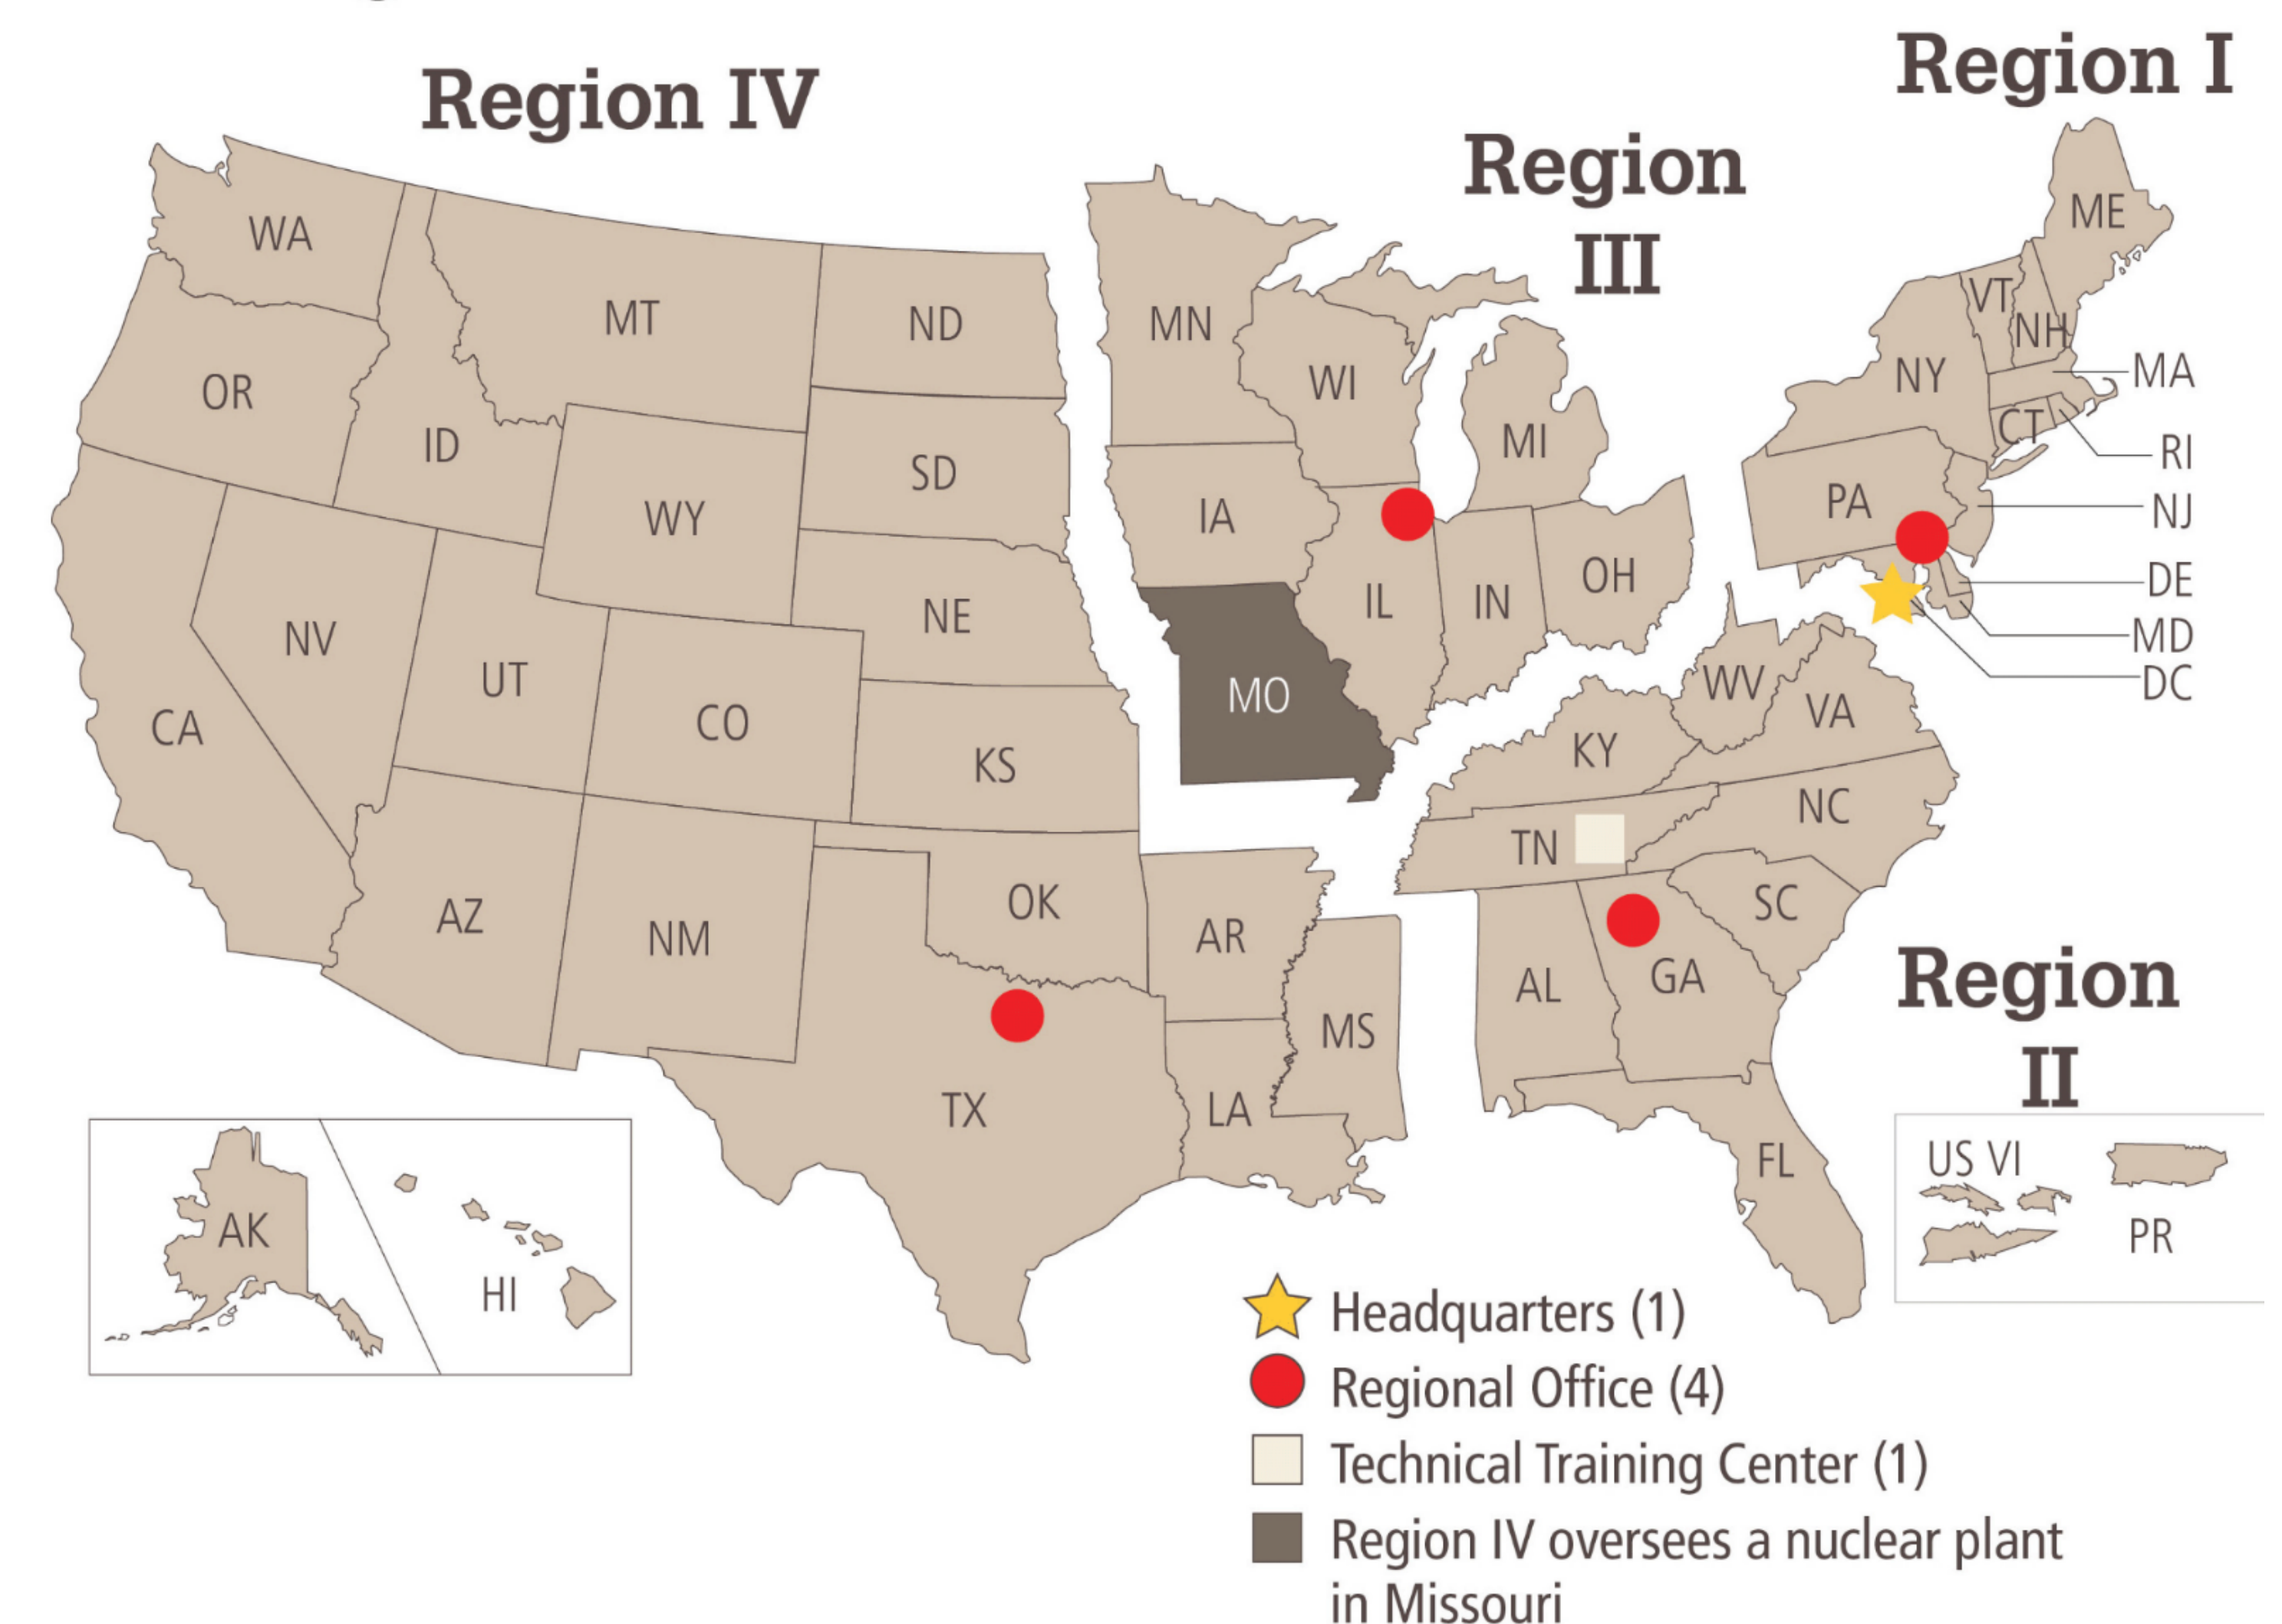 Region IV
Region I
Region
III
WA
MT
ND
MN
ME
VT
NH
OR
ID
WI
NY
MA
SD
MI
CT
RI
WY
IA
PA
NJ
NE
IL
IN
OH
DE
NV
UT
MO
WV
MD
CA
CO
KS
KY
VA
DC
TN
NC
AZ
NM
OK
AR
SC
AL
GA
Region
II
MS
TX
LA
FL
US VI
AK
HI
PR
Headquarters (1)
Regional Office (4)
Technical Training Center (1)
Region IV oversees a nuclear plant
in Missouri